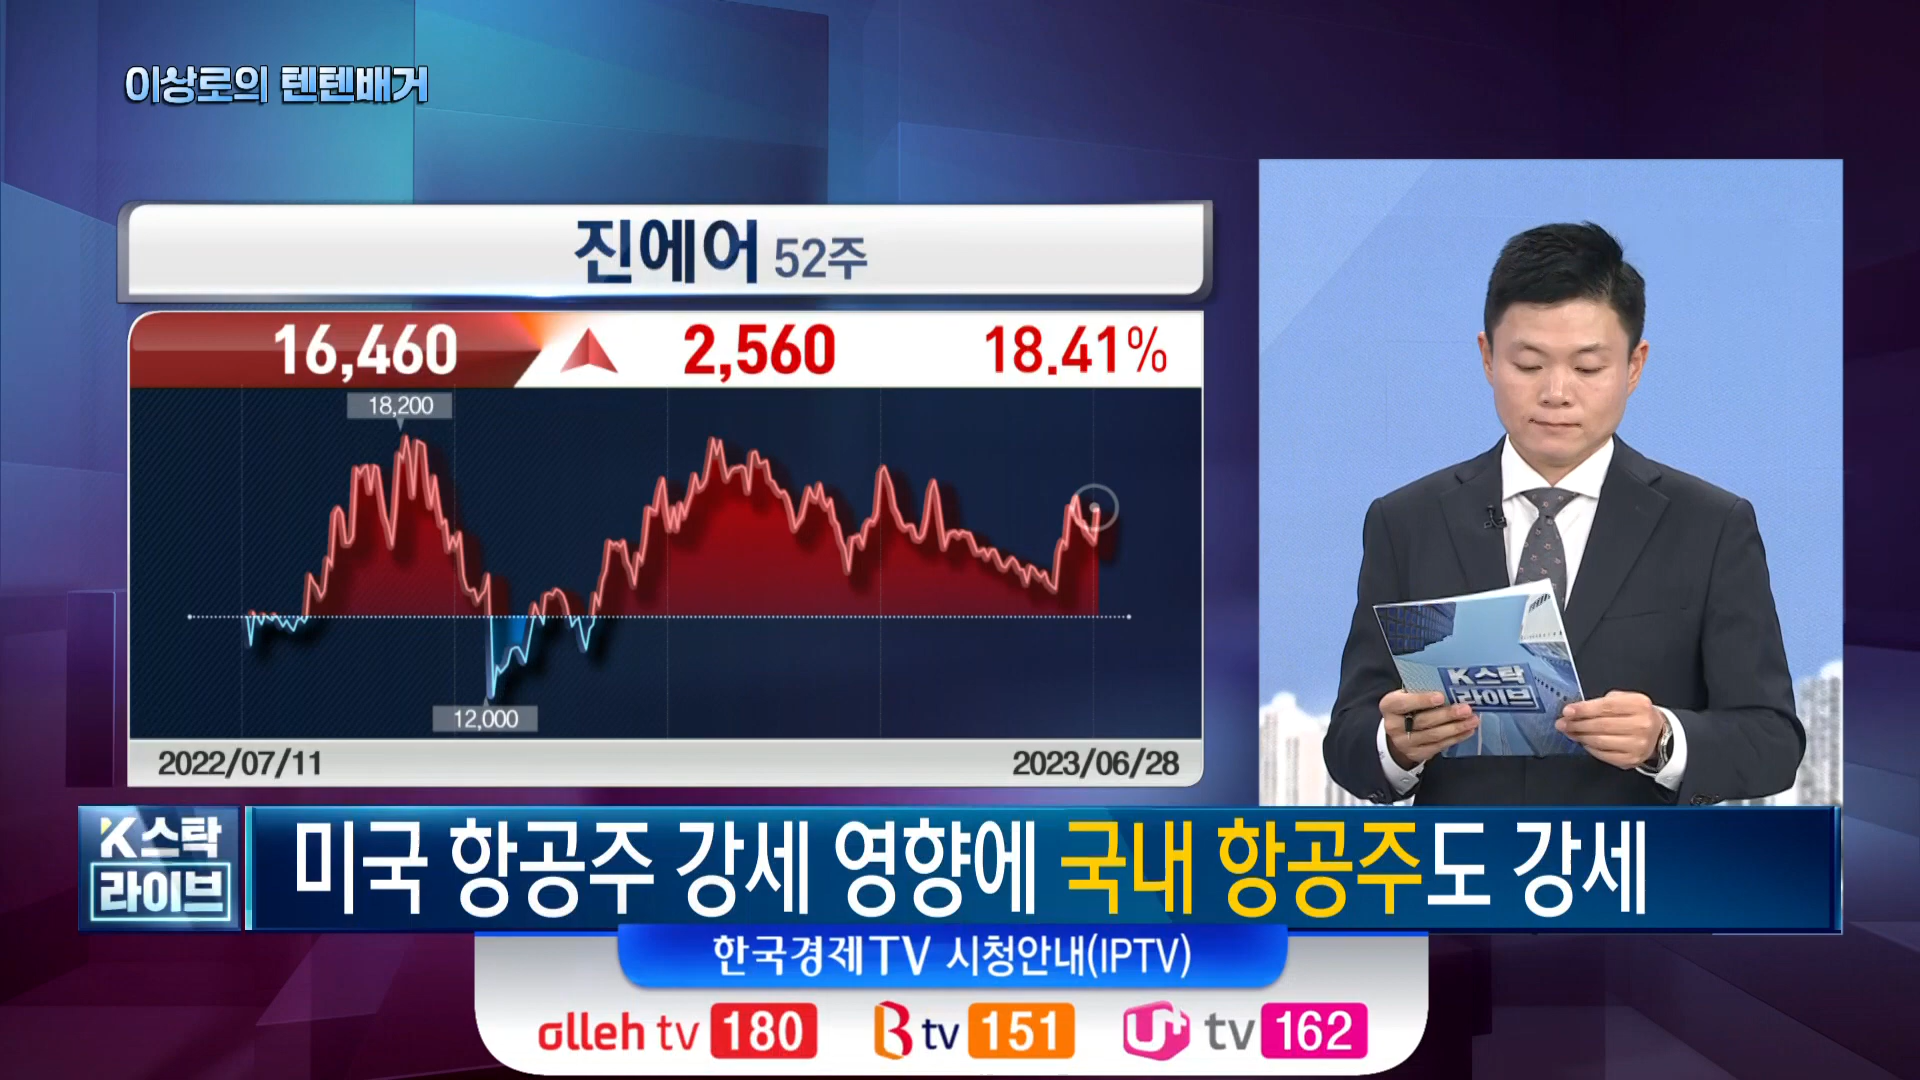 이상로의 텐텐배거
진에어 52주
16,460 2,560 18.41%
18,200
12,000
2022/07/11 2023/06/28
K스탁
라이브
K스탁
라이브
미국 항공주 강세 영향에 국내 항공주도 강세
한국경제TV 시청안내(IPTV)
olleh tv 180 B tv 151 U+ tv 162